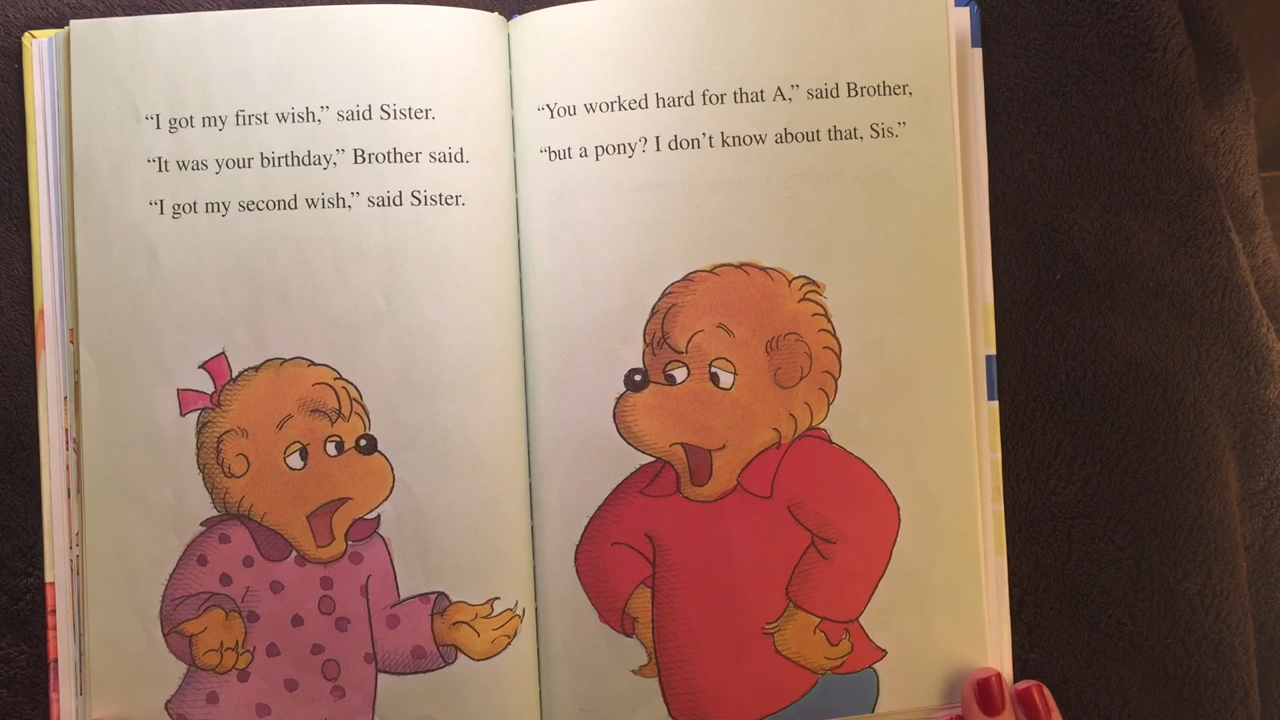 “I got my first wish,” said Sister.
“It was your birthday,” Brother said.
“I got my second wish,” said Sister.
“You worked hard for that A,” said Brother,
“but a pony? I don’t know about that, Sis.”